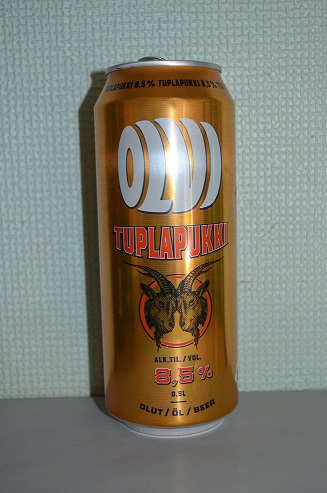 TUPLAPUKKI 8.5% TUPLAPUKKI 8,5%
OLVI
TUPLAPUKKI
ALK.TIL./VOL.
8,5%
0,5L
OLUT/ÖL/BEER